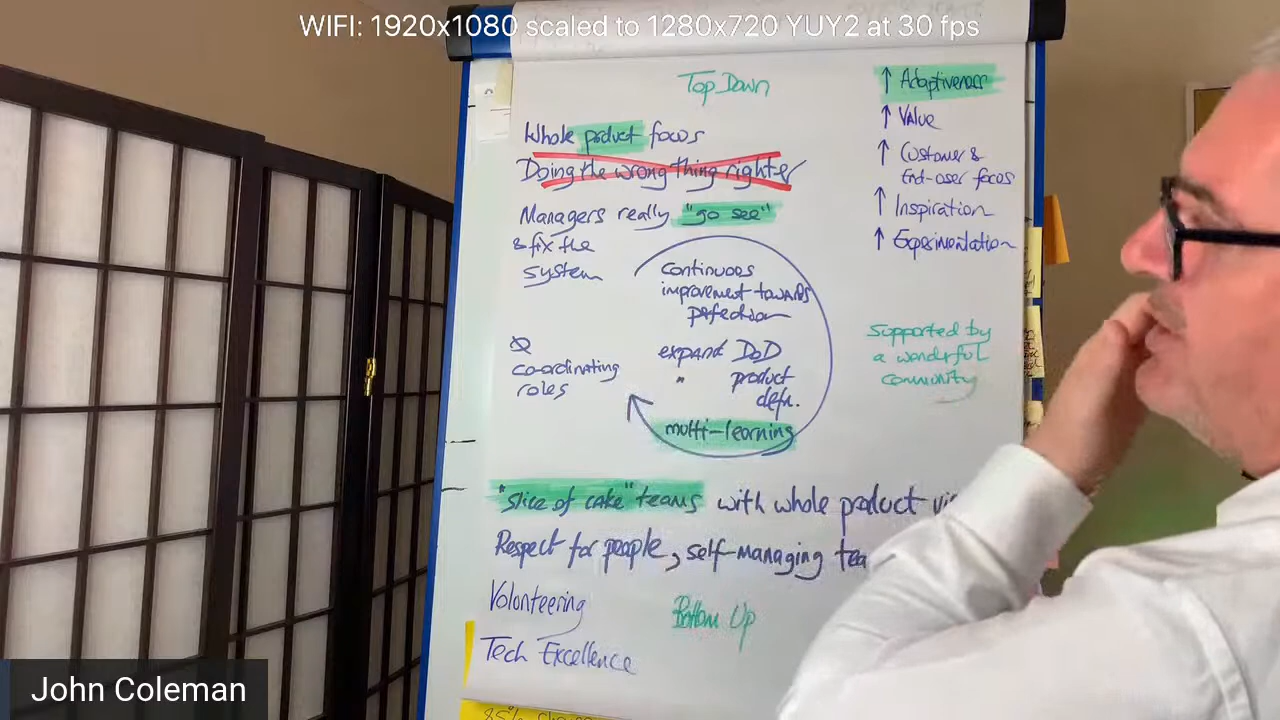 WIFI: 1920x1080 scaled to 1280x720 YUY2 at 30 fps
Top Down
Whole product focus
Doing the wrong thing righter
Managers really "go see"
& fix the
system
continuous
improvement towards
perfection
expand DoD
" product
defn.
multi-learning
co-ordinating
roles
↑ Adaptiveness
↑ Value
↑ Customer &
End-user focus
↑ Inspiration
↑ Experimentation
Supported by
a wonderful
community
"slice of cake" teams with whole product
Respect for people, self-managing
Volunteering
Bottom Up
Tech Excellence
85%
John Coleman